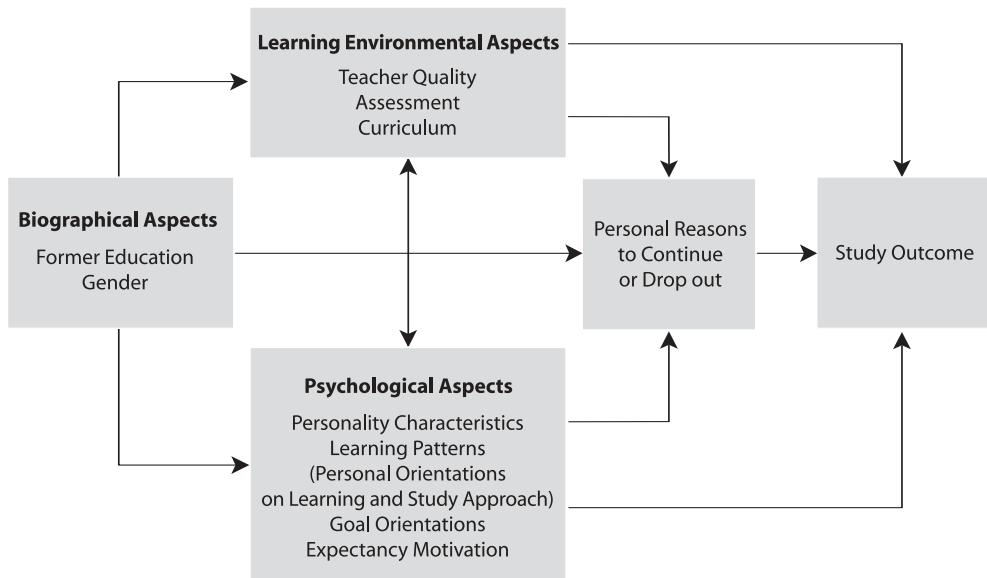 Learning Environmental Aspects
Teacher Quality
Assessment
Curriculum
Biographical Aspects
Former Education
Gender
Personal Reasons
to Continue
or Drop out
Study Outcome
Psychological Aspects
Personality Characteristics
Learning Patterns
(Personal Orientations
on Learning and Study Approach)
Goal Orientations
Expectancy Motivation